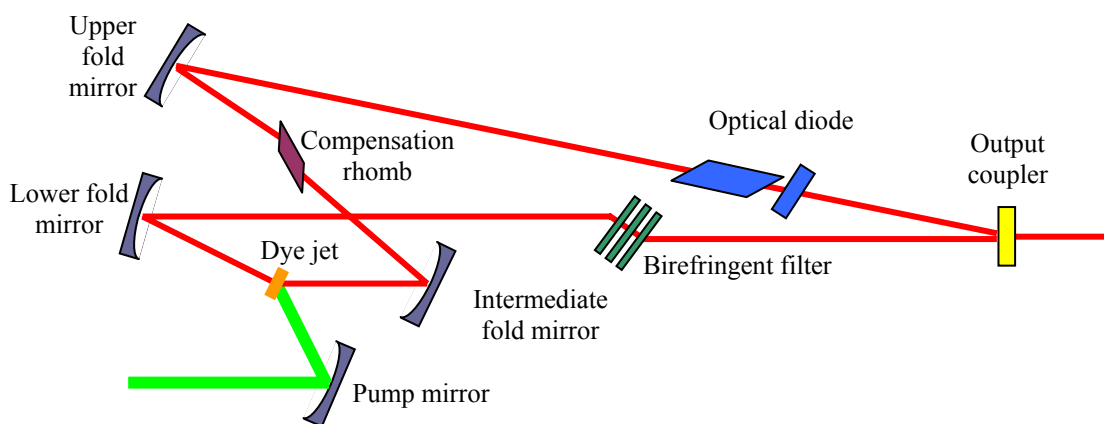 Upper
fold
mirror
Compensation
rhomb
Optical diode
Output
coupler
Lower fold
mirror
Dye jet
Birefringent filter
Intermediate
fold mirror
Pump mirror